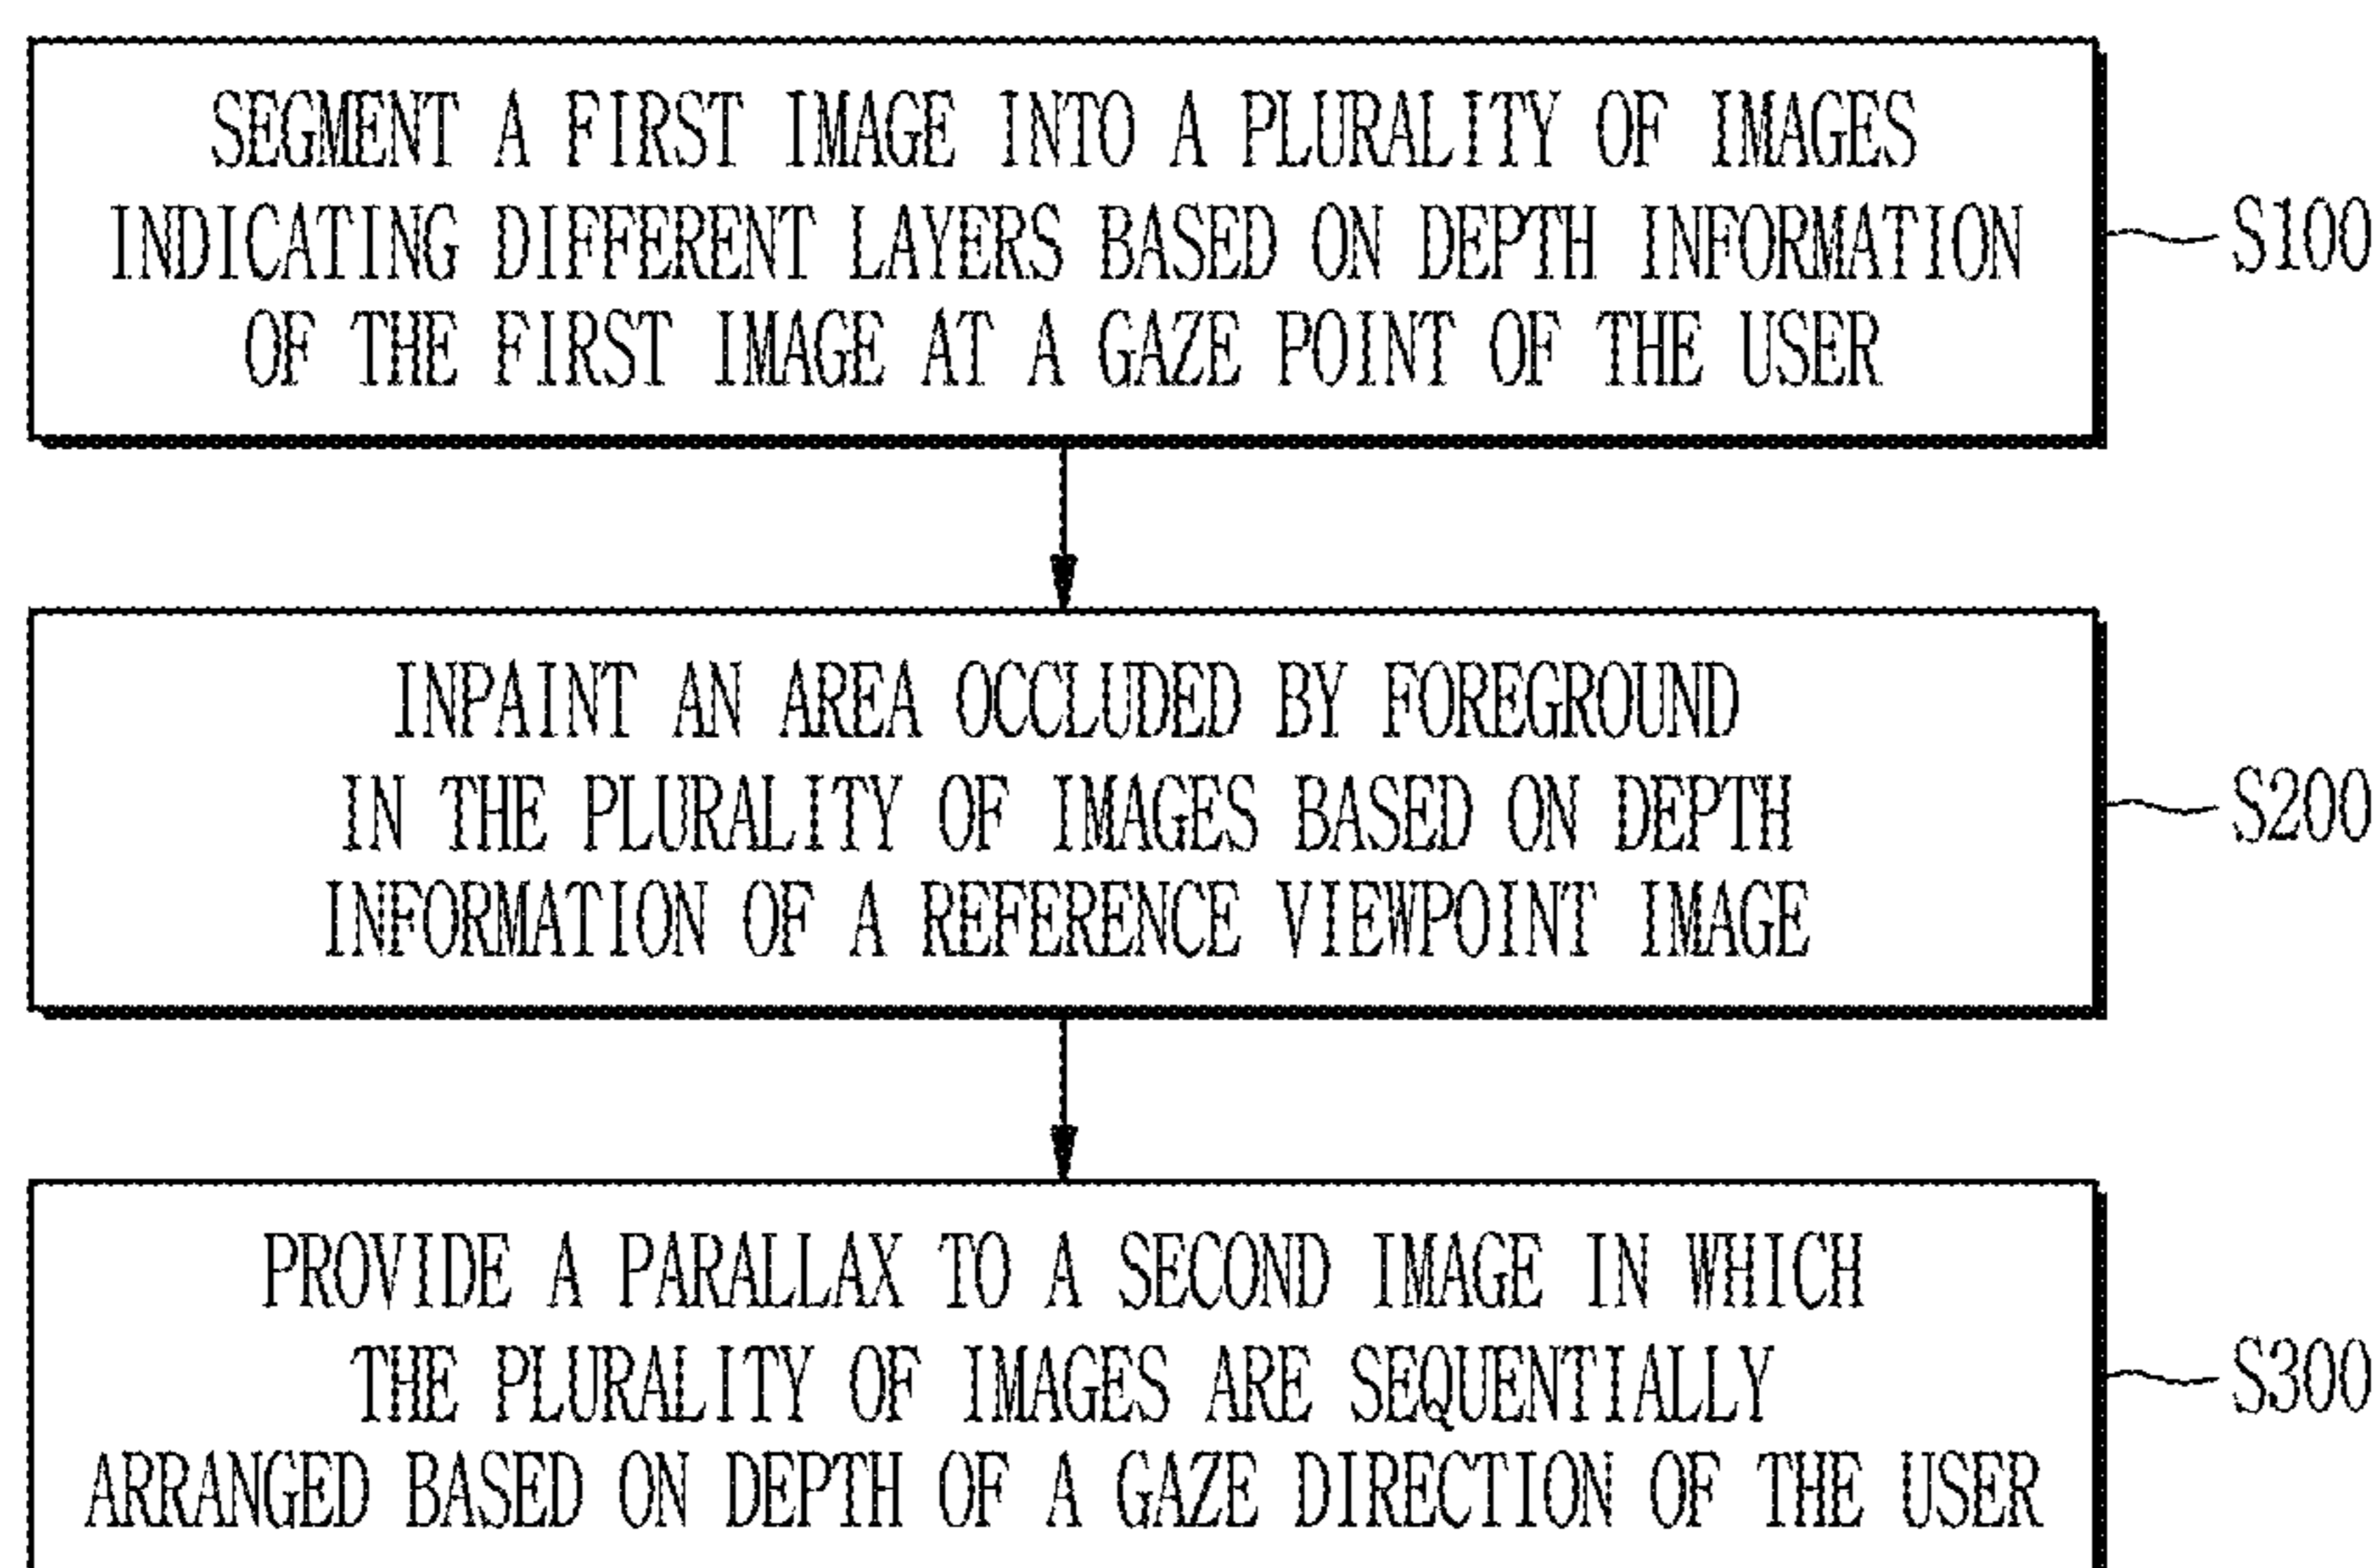 SEGMENT A FIRST IMAGE INTO A PLURALITY OF IMAGES
INDICATING DIFFERENT LAYERS BASED ON DEPTH INFORMATION
OF THE FIRST IMAGE AT A GAZE POINT OF THE USER
S100
INPAINT AN AREA OCCLUDED BY FOREGROUND
IN THE PLURALITY OF IMAGES BASED ON DEPTH
INFORMATION OF A REFERENCE VIEWPOINT IMAGE
S200
PROVIDE A PARALLAX TO A SECOND IMAGE IN WHICH
THE PLURALITY OF IMAGES ARE SEQUENTIALLY
ARRANGED BASED ON DEPTH OF A GAZE DIRECTION OF THE USER
S300